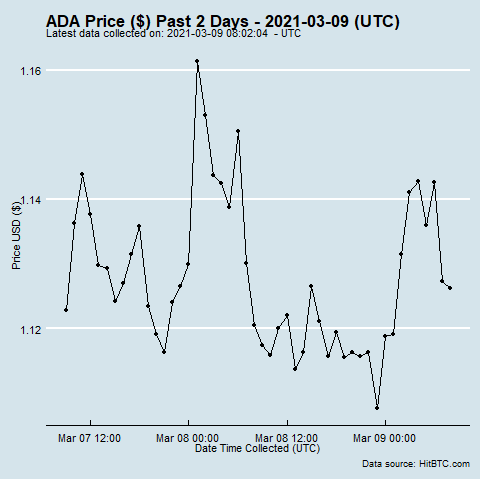 ADA Price ($) Past 2 Days - 2021-03-09 (UTC)
Latest data collected on: 2021-03-09 08:02:04  - UTC
1.16
1.14
1.12
Price USD ($)
Mar 07 12:00 Mar 08 00:00 Mar 08 12:00 Mar 09 00:00
Date Time Collected (UTC)
Data source: HitBTC.com